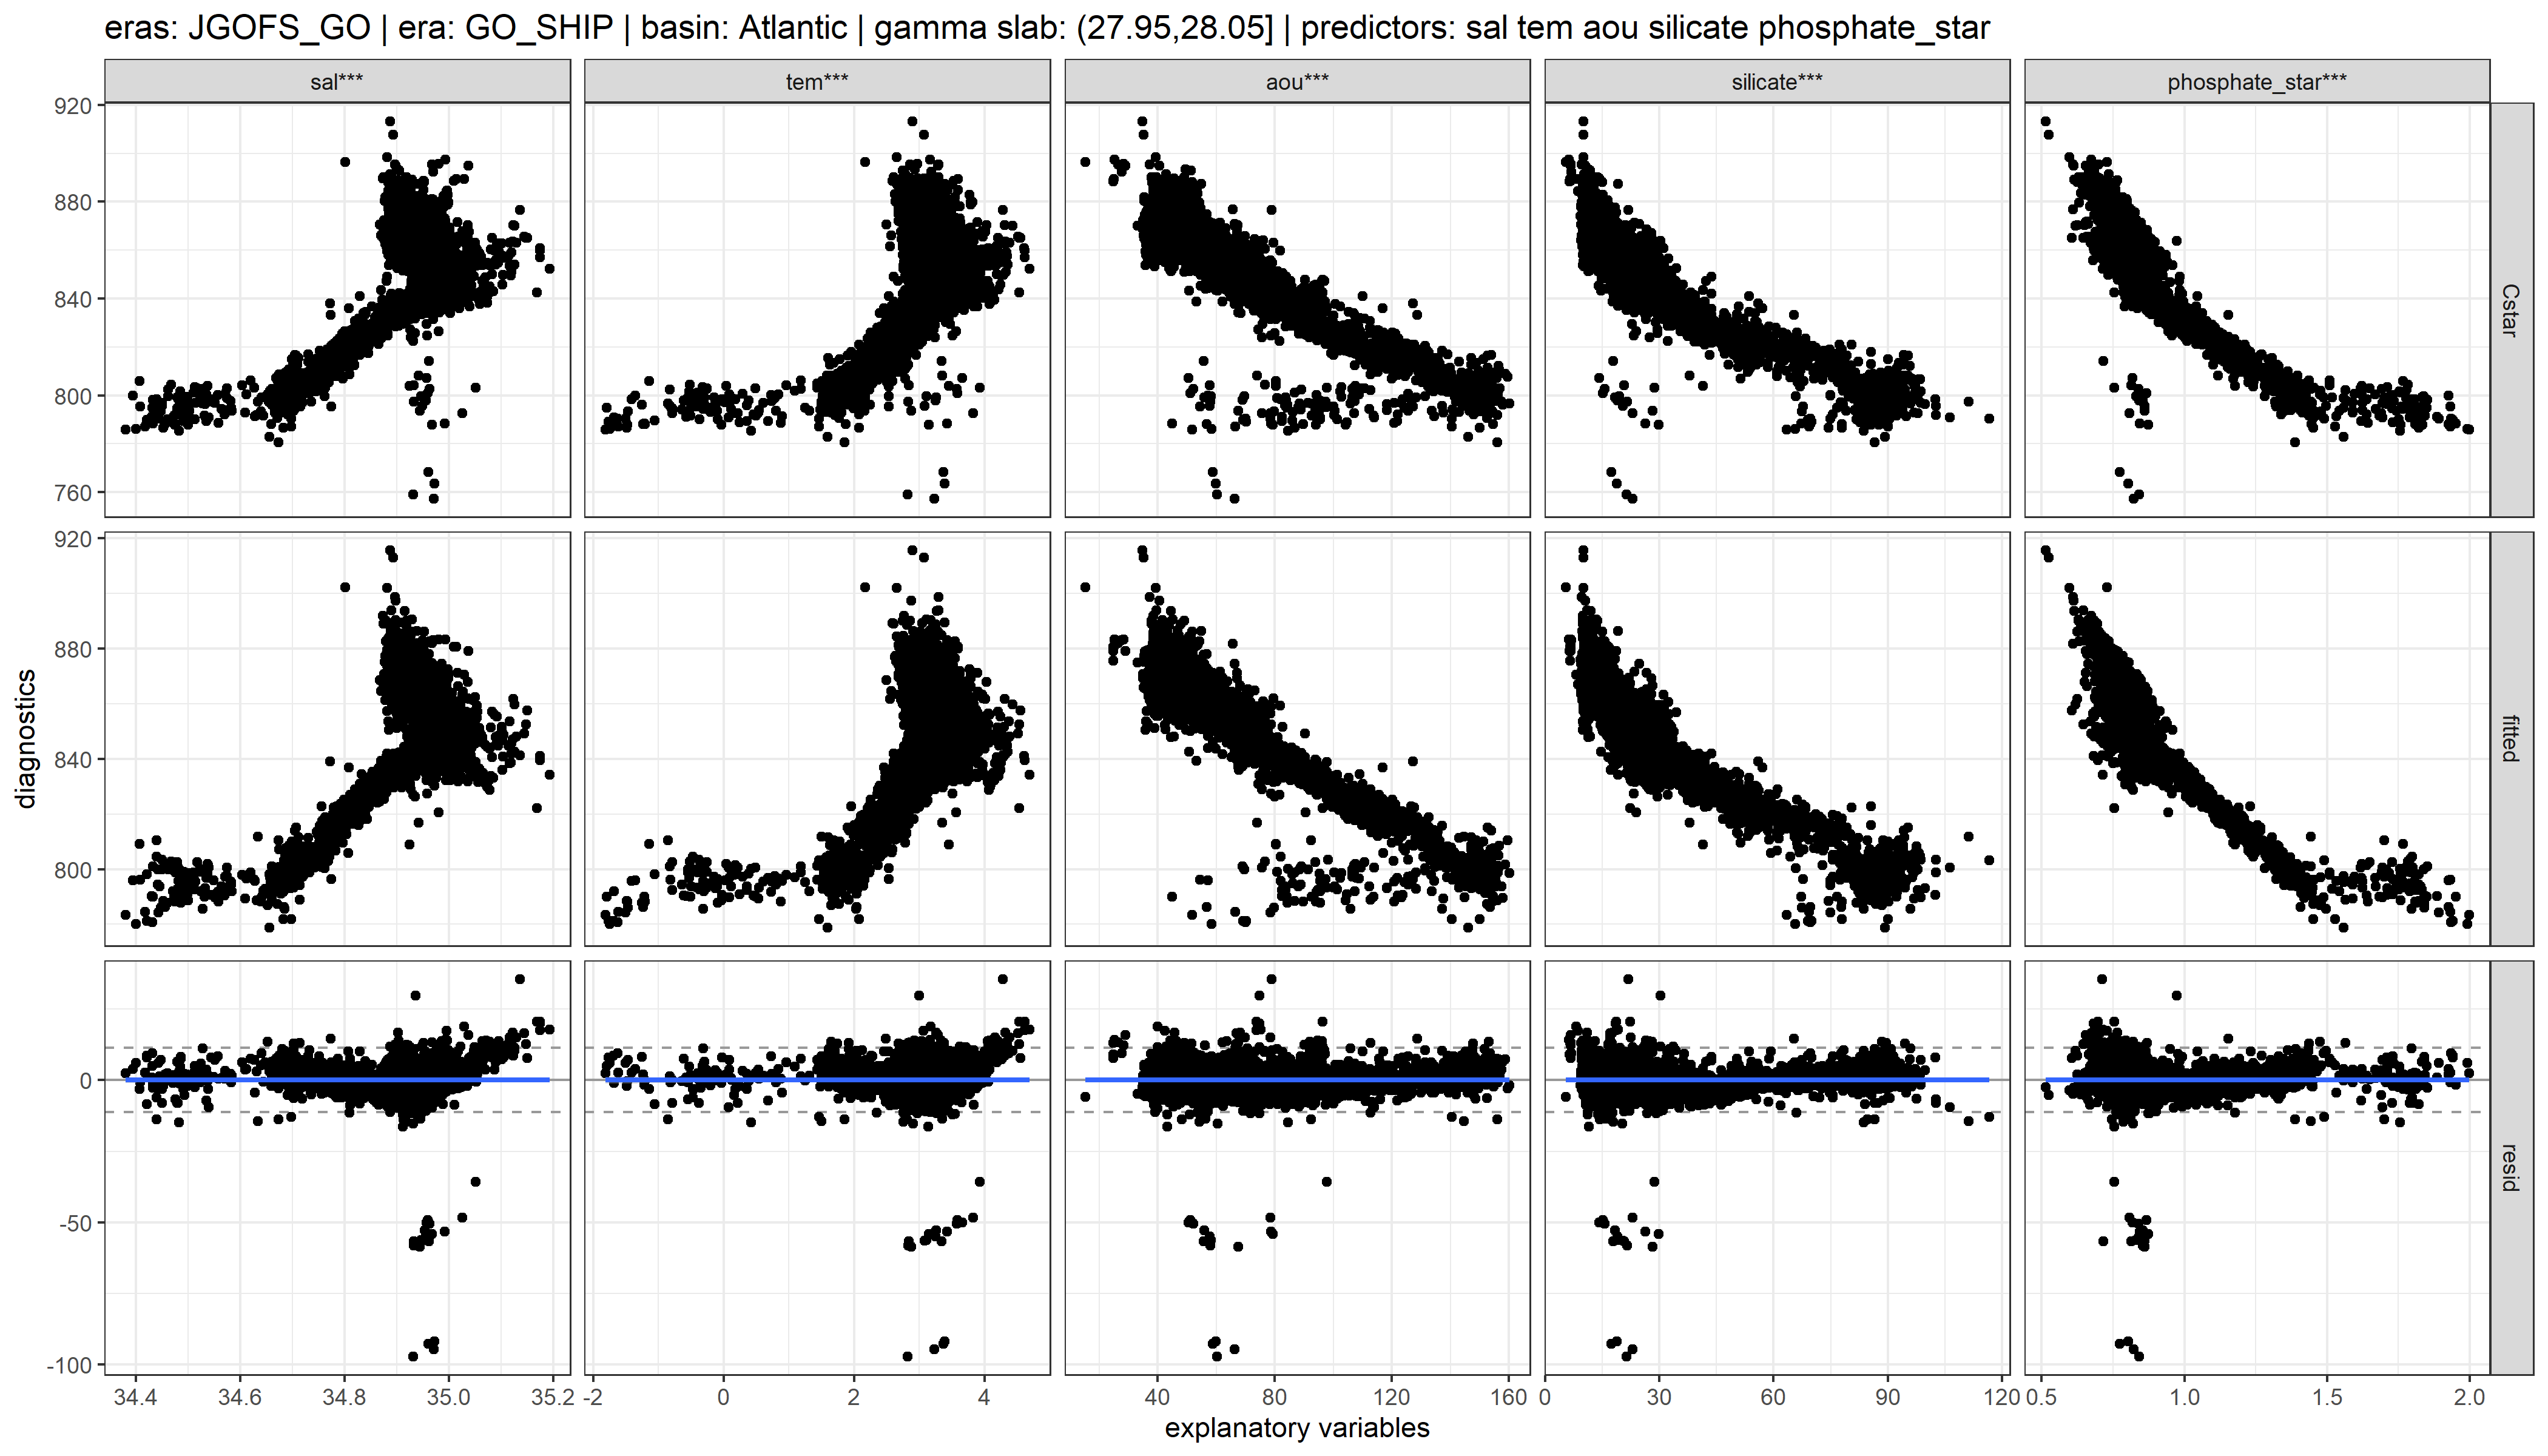 eras: JGOFS_GO | era: GO_SHIP | basin: Atlantic | gamma slab: (27.95,28.05] | predictors: sal tem aou silicate phosphate_star
sal*** tem*** aou*** silicate*** phosphate_star***
920
880
840
800
760
Cstar
920
880
840
800
fitted
diagnostics
0
-50
-100
resid
34.4 34.6 34.8 35.0 35.2 -2 0 2 4 40 80 120 160 0 30 60 90 120 0.5 1.0 1.5 2.0
explanatory variables